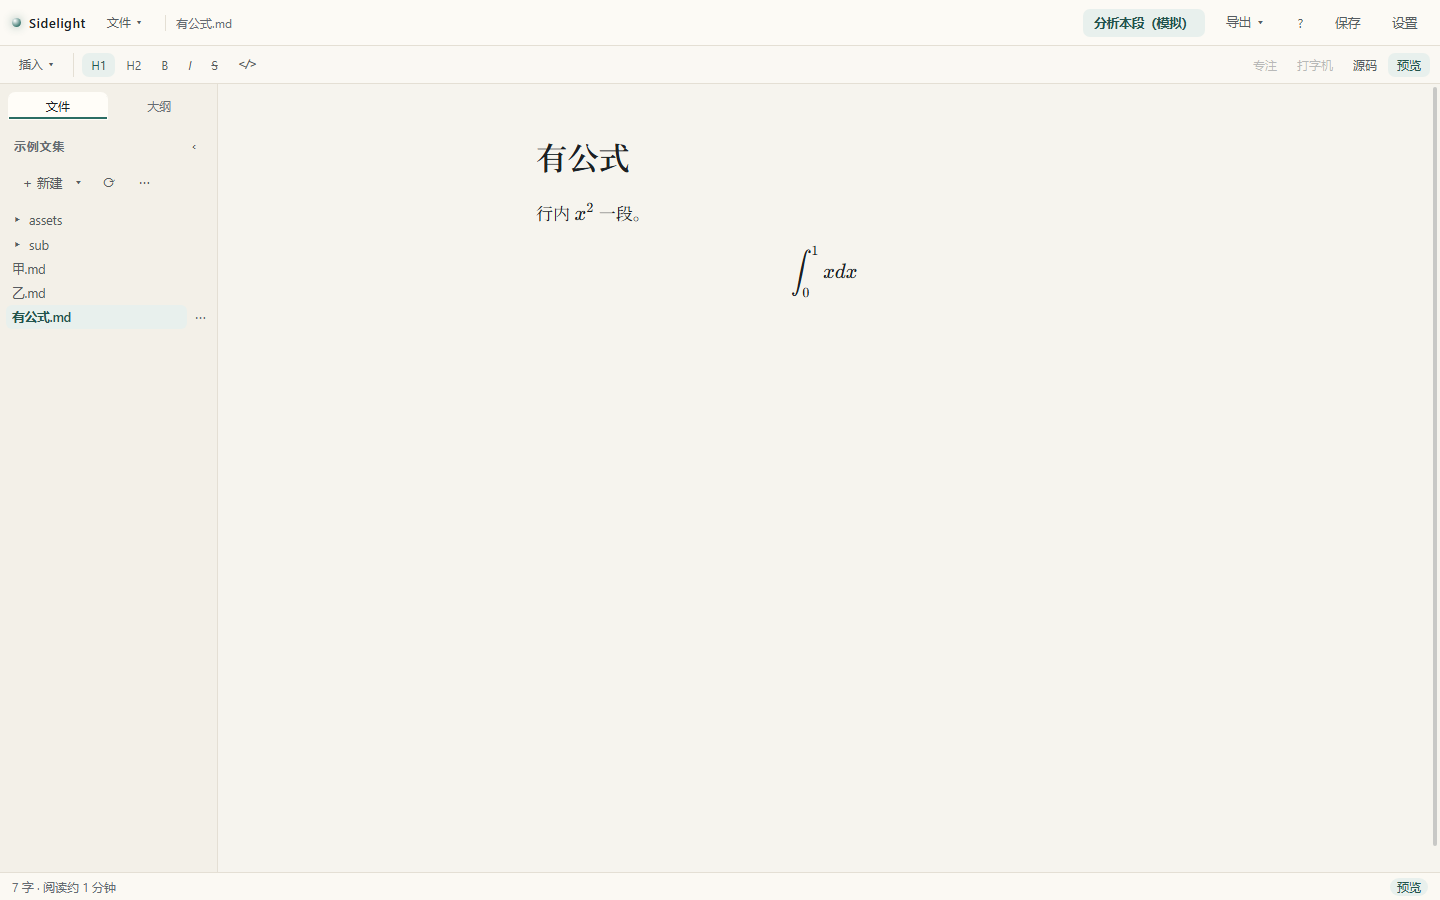 Sidelight 文件 有公式.md 分析本段（模拟） 导出 ? 保存 设置
插入 H1 H2 B I S </> 专注 打字机 源码 预览
文件 大纲
示例文集
+ 新建 ...
assets
sub
甲.md
乙.md
有公式.md ...
有公式
行内 x² 一段。
∫₀¹ xdx
7 字 · 阅读约 1 分钟 预览